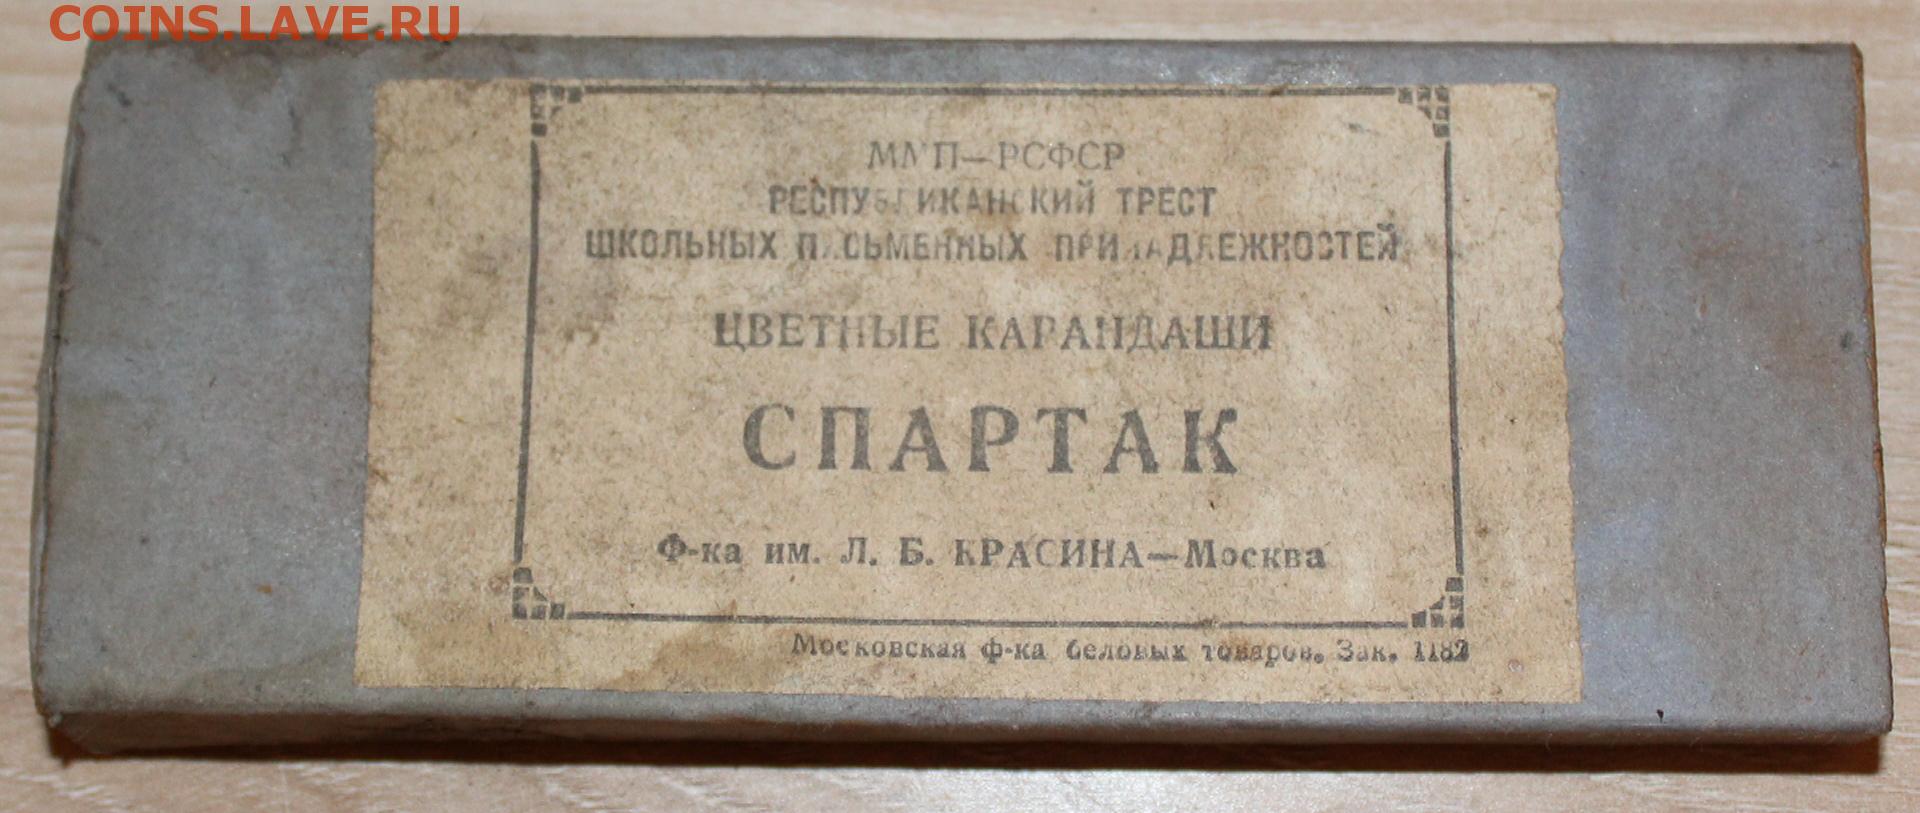 COINS.LAVE.RU
ММП—РСФСР
РЕСПУБЛИКАНСКИЙ ТРЕСТ
ШКОЛЬНЫХ ПИСЬМЕННЫХ ПРИНАДЛЕЖНОСТЕЙ
ЦВЕТНЫЕ КАРАНДАШИ
СПАРТАК
Ф-ка им. Л. Б. КРАСИНА—Москва
Московская ф-ка беловых товаров. Зак. 1182